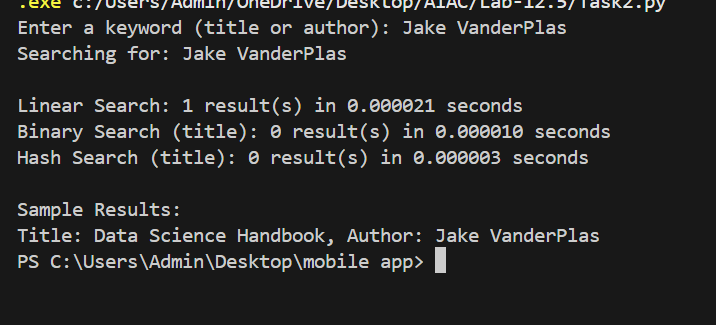 .exe c:/Users/Admin/OneDrive/Desktop/AIAC/Lab-12.5/Task2.py
Enter a keyword (title or author): Jake VanderPlas
Searching for: Jake VanderPlas
Linear Search: 1 result(s) in 0.000021 seconds
Binary Search (title): 0 result(s) in 0.000010 seconds
Hash Search (title): 0 result(s) in 0.000003 seconds
Sample Results:
Title: Data Science Handbook, Author: Jake VanderPlas
PS C:\Users\Admin\Desktop\mobile app>